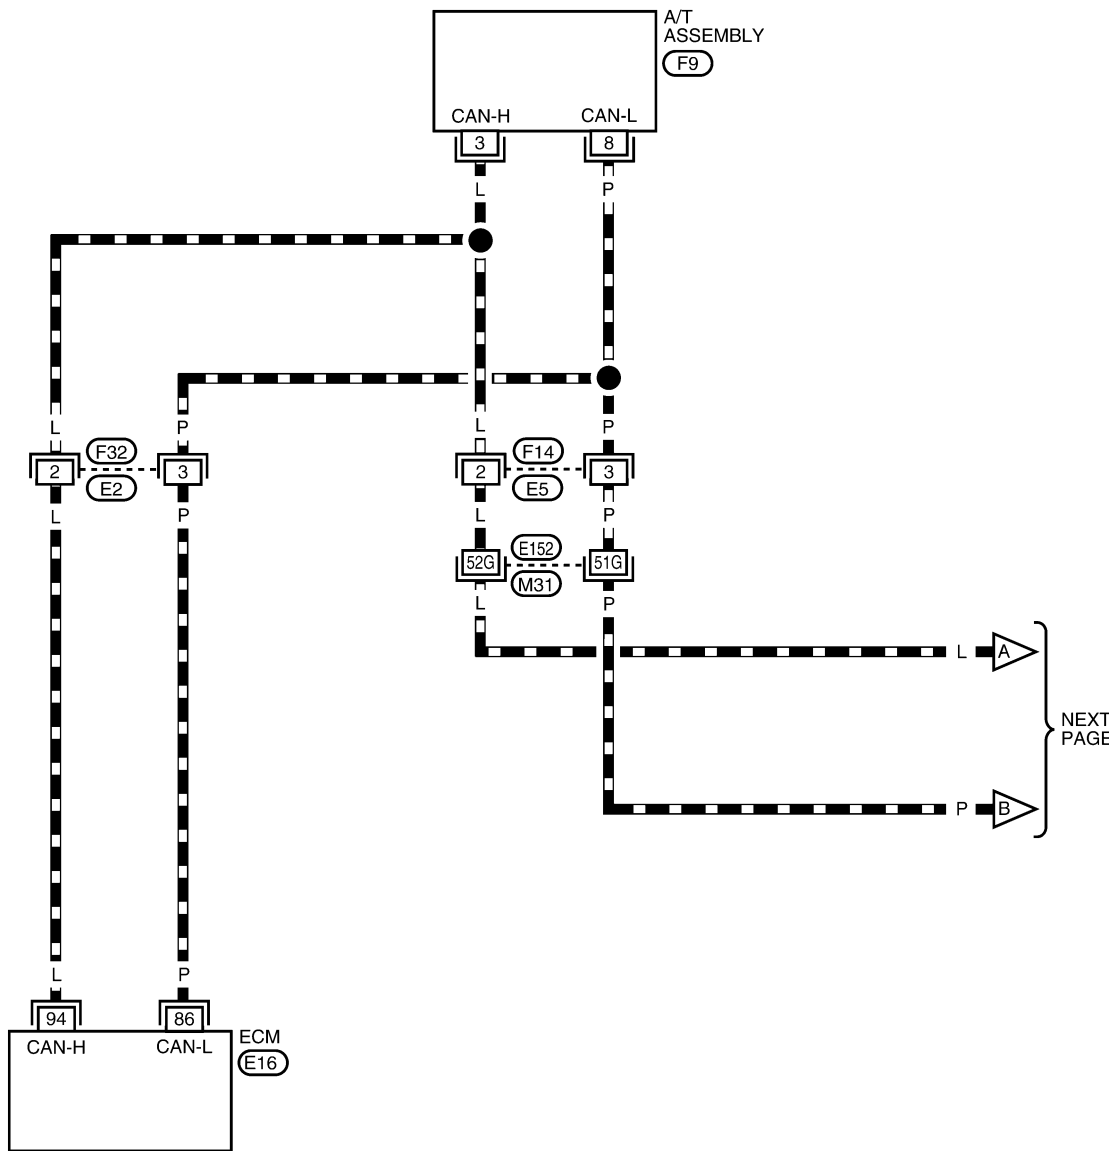 A/T
ASSEMBLY
F9
CAN-H
CAN-L
3
8
L
P
L
P
L
P
F32
F14
2
3
2
3
E2
E5
L
P
L
P
E152
52G
51G
M31
L
P
L
A
NEXT
PAGE
P
B
L
P
94
86
ECM
CAN-H
CAN-L
E16